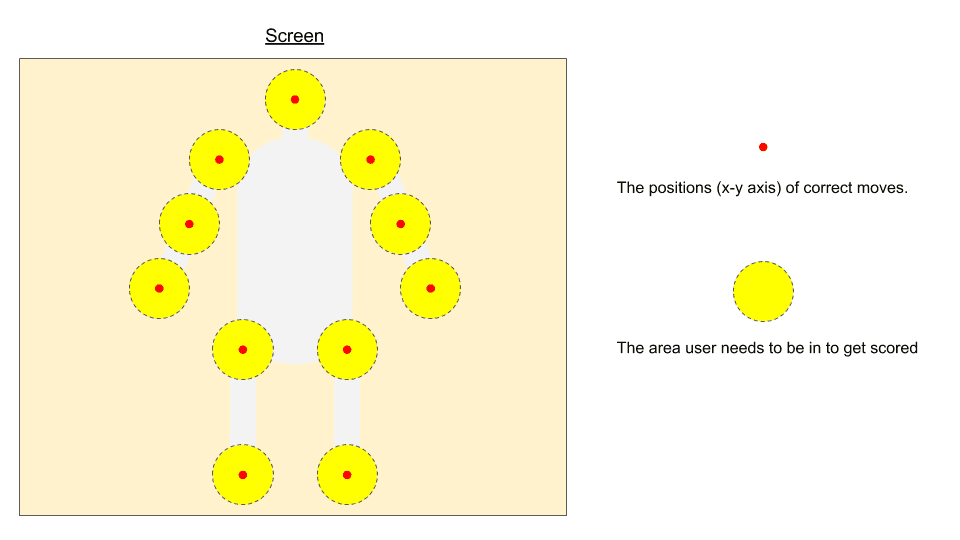 Screen
The positions (x-y axis) of correct moves.
The area user needs to be in to get scored